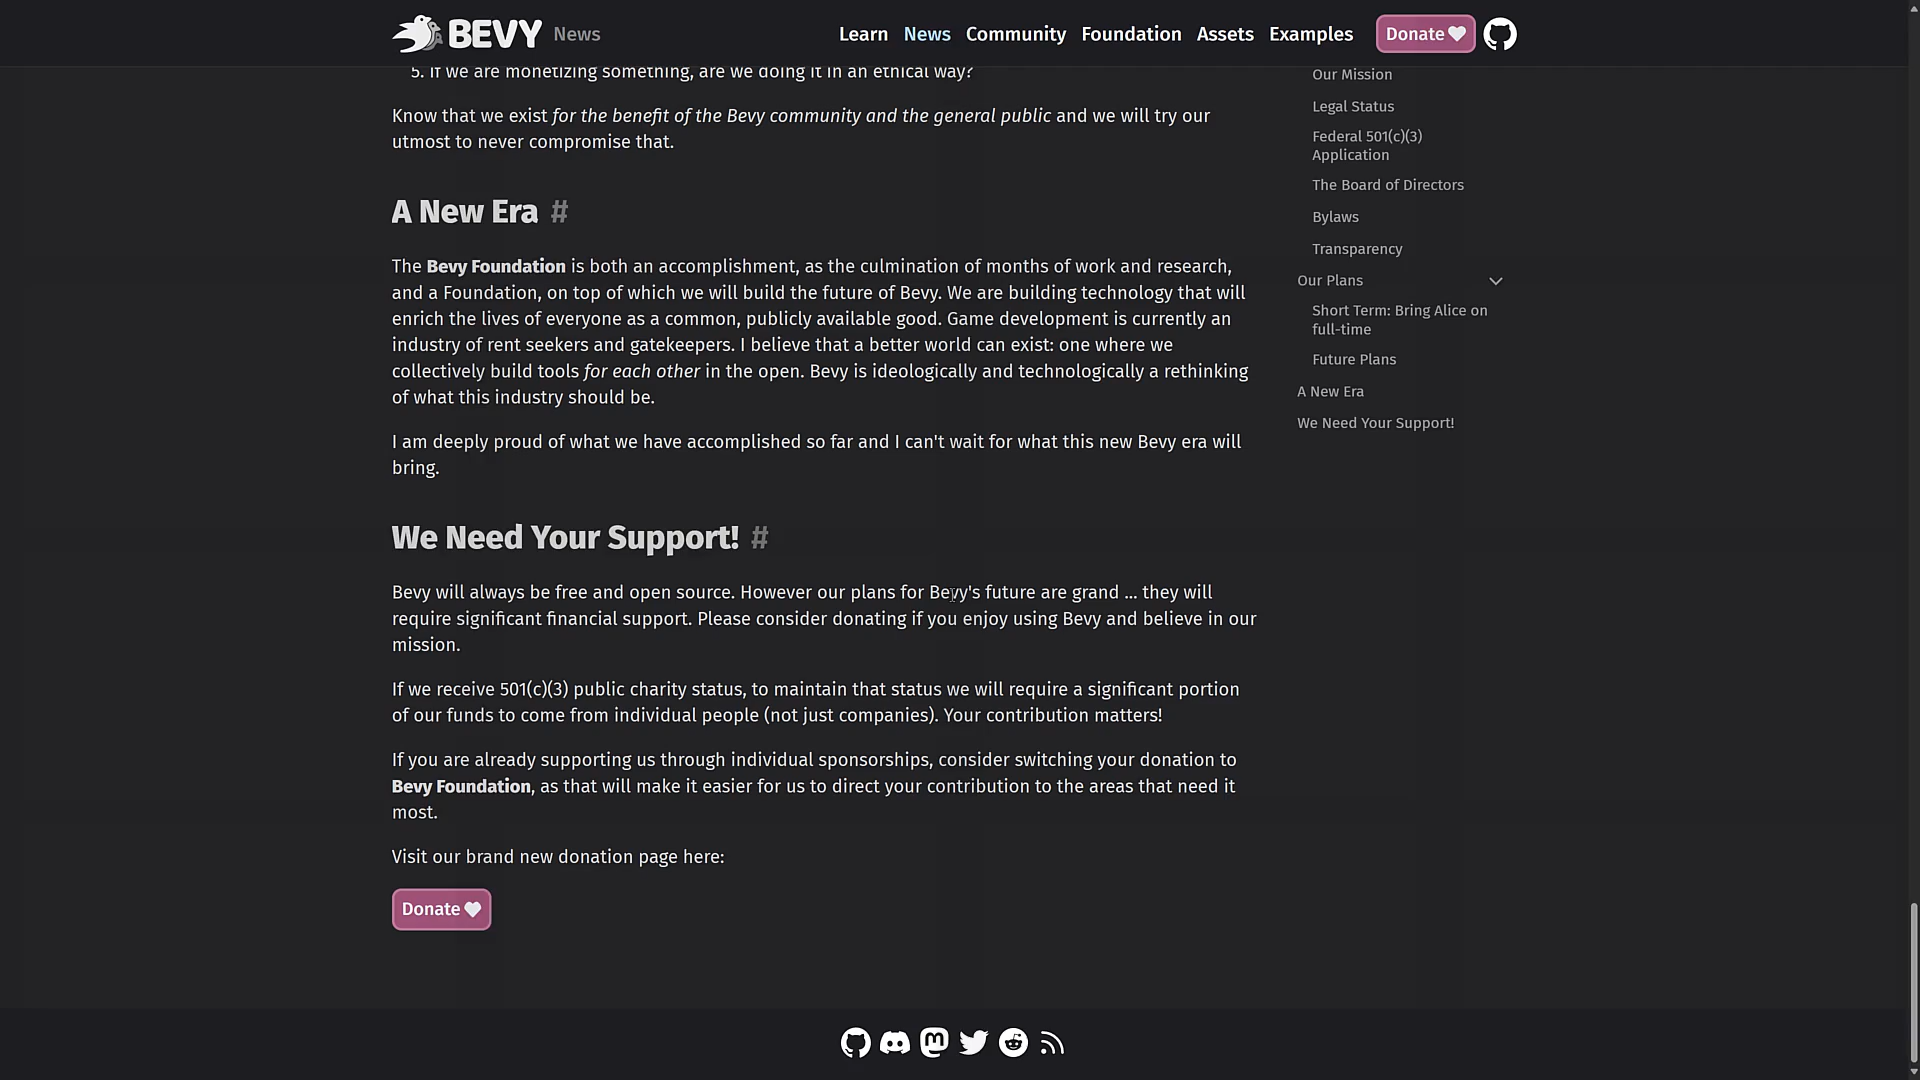 BEVY News Learn News Community Foundation Assets Examples Donate
5. If we are monetizing something, are we doing it in an ethical way?
Know that we exist for the benefit of the Bevy community and the general public and we will try our
utmost to never compromise that.
A New Era #
The Bevy Foundation is both an accomplishment, as the culmination of months of work and research,
and a Foundation, on top of which we will build the future of Bevy. We are building technology that will
enrich the lives of everyone as a common, publicly available good. Game development is currently an
industry of rent seekers and gatekeepers. I believe that a better world can exist: one where we
collectively build tools for each other in the open. Bevy is ideologically and technologically a rethinking
of what this industry should be.
I am deeply proud of what we have accomplished so far and I can't wait for what this new Bevy era will
bring.
We Need Your Support! #
Bevy will always be free and open source. However our plans for Bevy's future are grand ... they will
require significant financial support. Please consider donating if you enjoy using Bevy and believe in our
mission.
If we receive 501(c)(3) public charity status, to maintain that status we will require a significant portion
of our funds to come from individual people (not just companies). Your contribution matters!
If you are already supporting us through individual sponsorships, consider switching your donation to
Bevy Foundation, as that will make it easier for us to direct your contribution to the areas that need it
most.
Visit our brand new donation page here:
Donate
Our Mission
Legal Status
Federal 501(c)(3)
Application
The Board of Directors
Bylaws
Transparency
Our Plans
Short Term: Bring Alice on
full-time
Future Plans
A New Era
We Need Your Support!